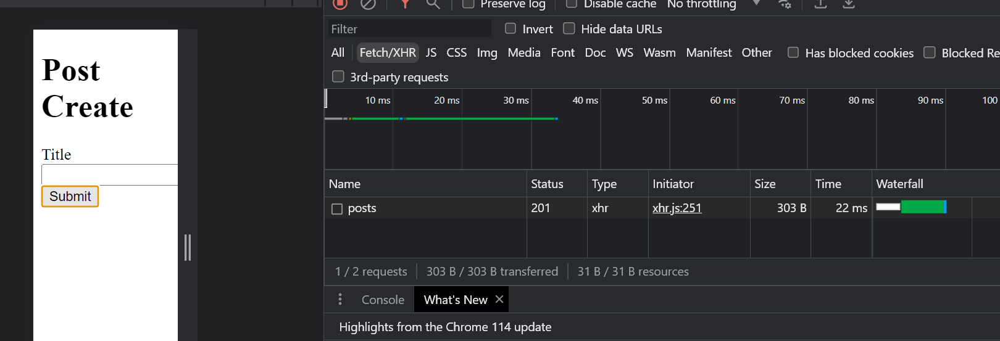 Preserve log Disable cache No throttling
Filter Invert Hide data URLs
All Fetch/XHR JS CSS Img Media Font Doc WS Wasm Manifest Other Has blocked cookies Blocked Re
3rd-party requests
10 ms 20 ms 30 ms 40 ms 50 ms 60 ms 70 ms 80 ms 90 ms 100
Post
Create
Title
Submit
Name Status Type Initiator Size Time Waterfall
posts 201 xhr xhr.js:251 303 B 22 ms
1 / 2 requests 303 B / 303 B transferred 31 B / 31 B resources
Console What's New
Highlights from the Chrome 114 update